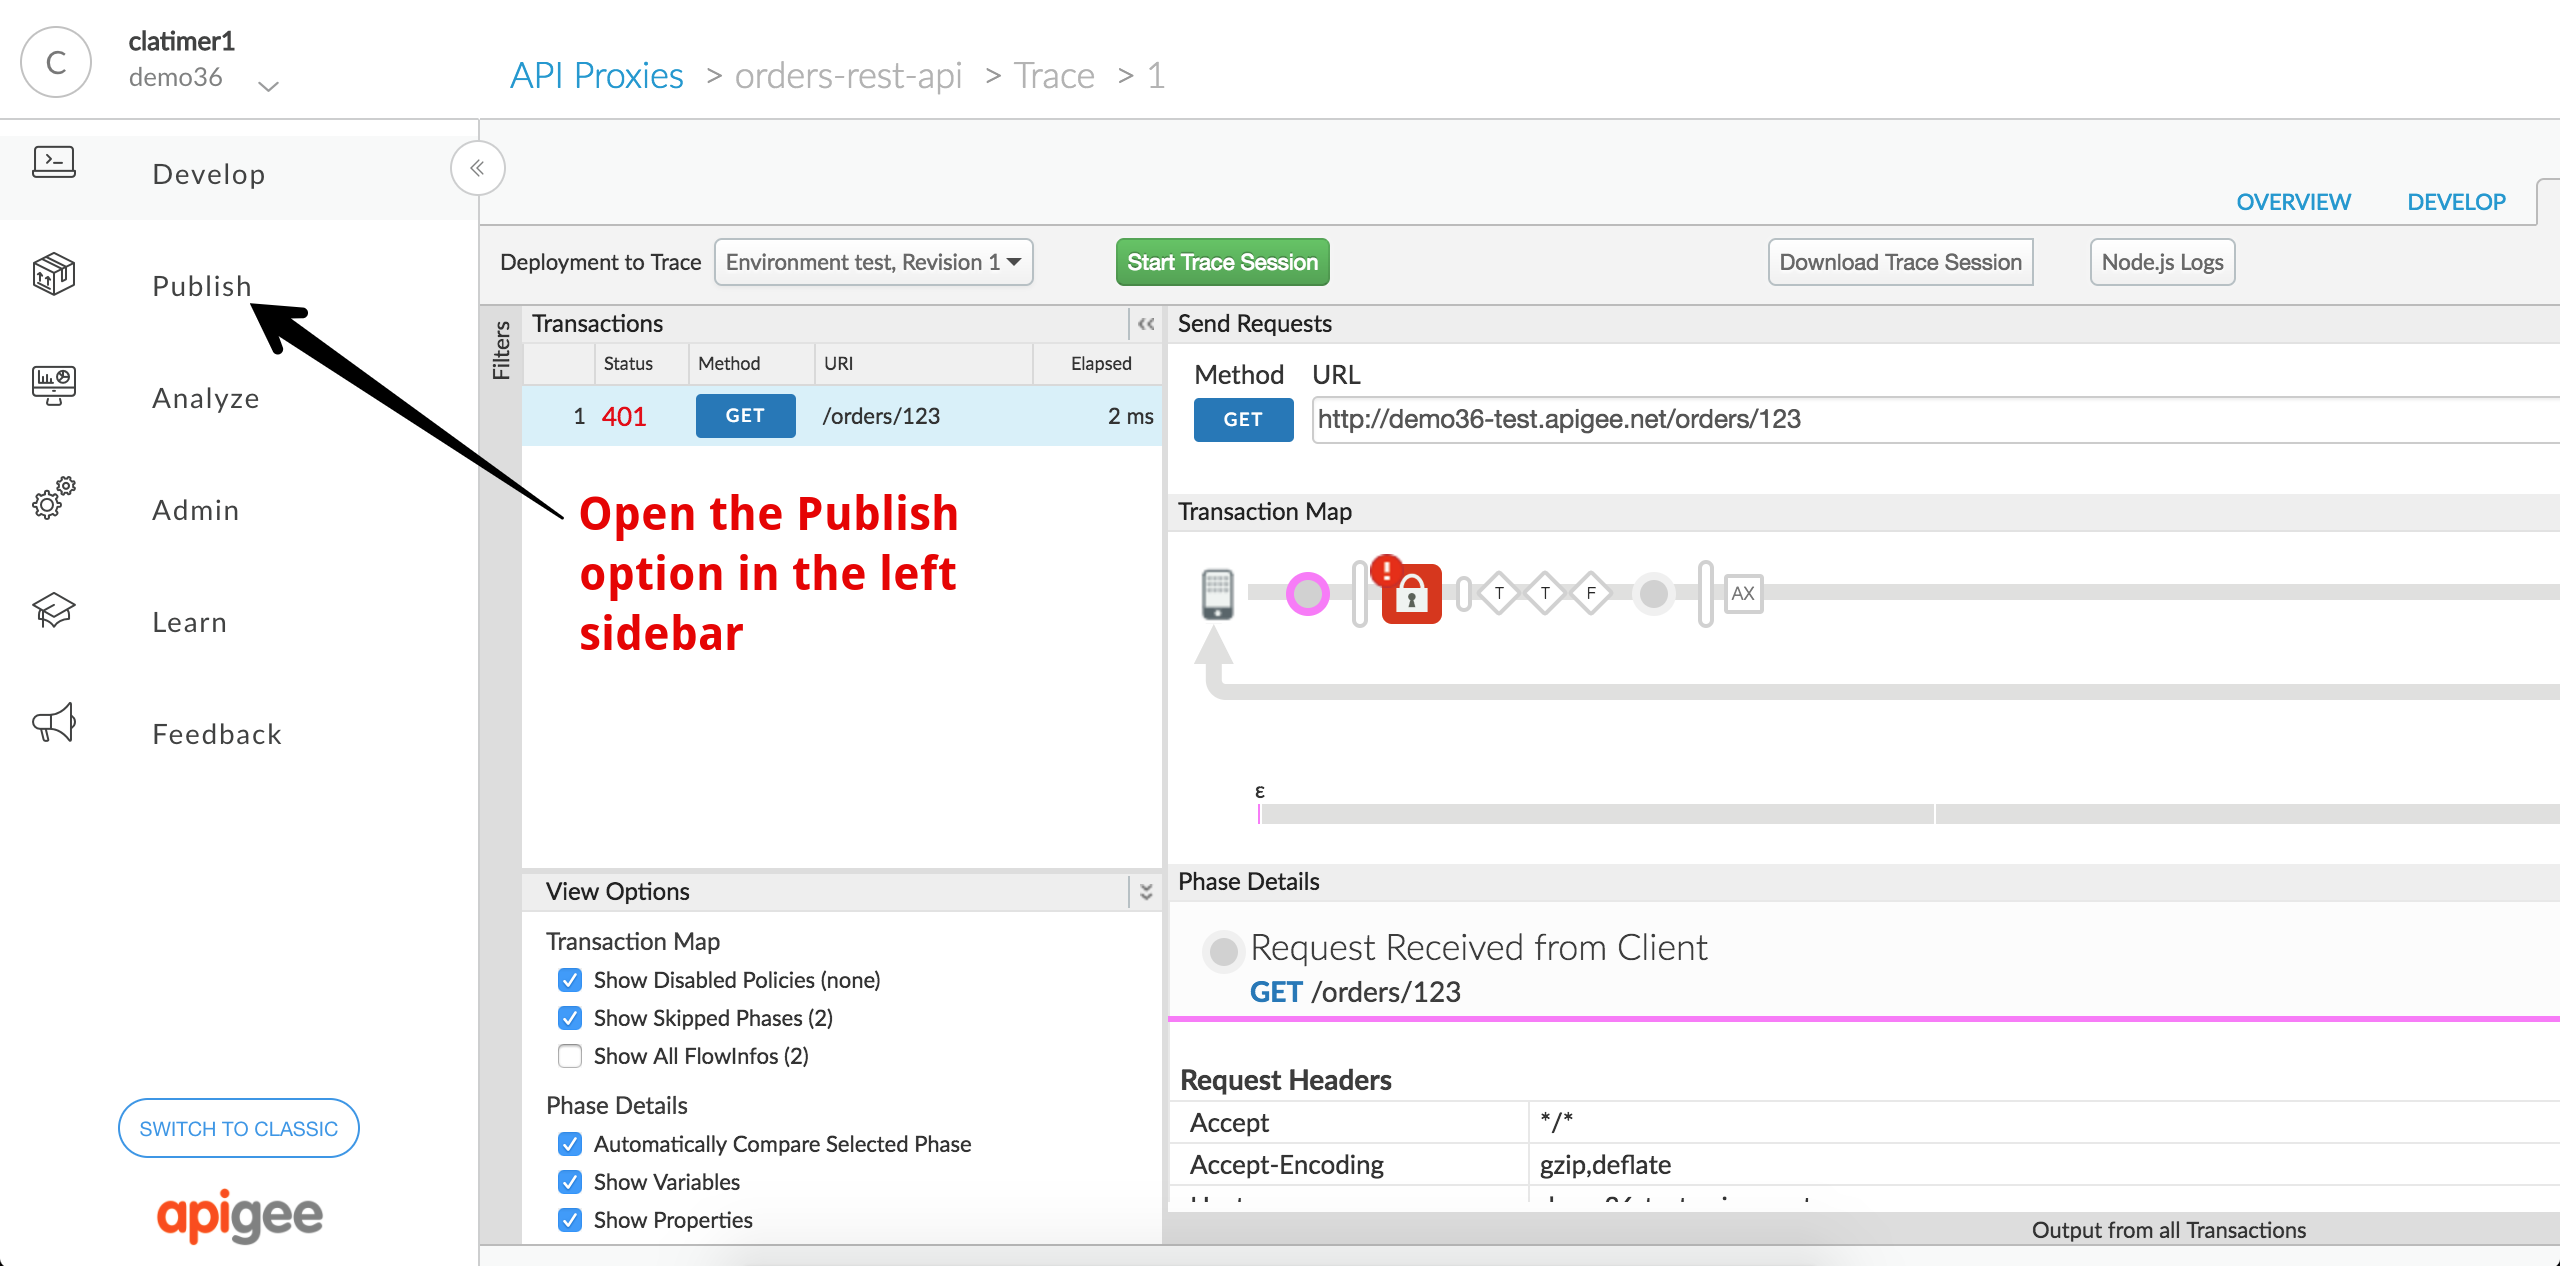 C
clatimer1
demo36
API Proxies > orders-rest-api > Trace > 1
Develop
Publish
Analyze
Admin
Learn
Feedback
SWITCH TO CLASSIC
apigee
OVERVIEW DEVELOP
Deployment to Trace Environment test, Revision 1 Start Trace Session Download Trace Session Node.js Logs
Filters
Transactions
Status Method URI Elapsed
1 401 GET /orders/123 2 ms
Open the Publish
option in the left
sidebar
View Options
Transaction Map
Show Disabled Policies (none)
Show Skipped Phases (2)
Show All FlowInfos (2)
Phase Details
Automatically Compare Selected Phase
Show Variables
Show Properties
Send Requests
Method URL
GET http://demo36-test.apigee.net/orders/123
Transaction Map
! T T F AX
ε
Phase Details
Request Received from Client
GET /orders/123
Request Headers
Accept */*
Accept-Encoding gzip,deflate
Output from all Transactions